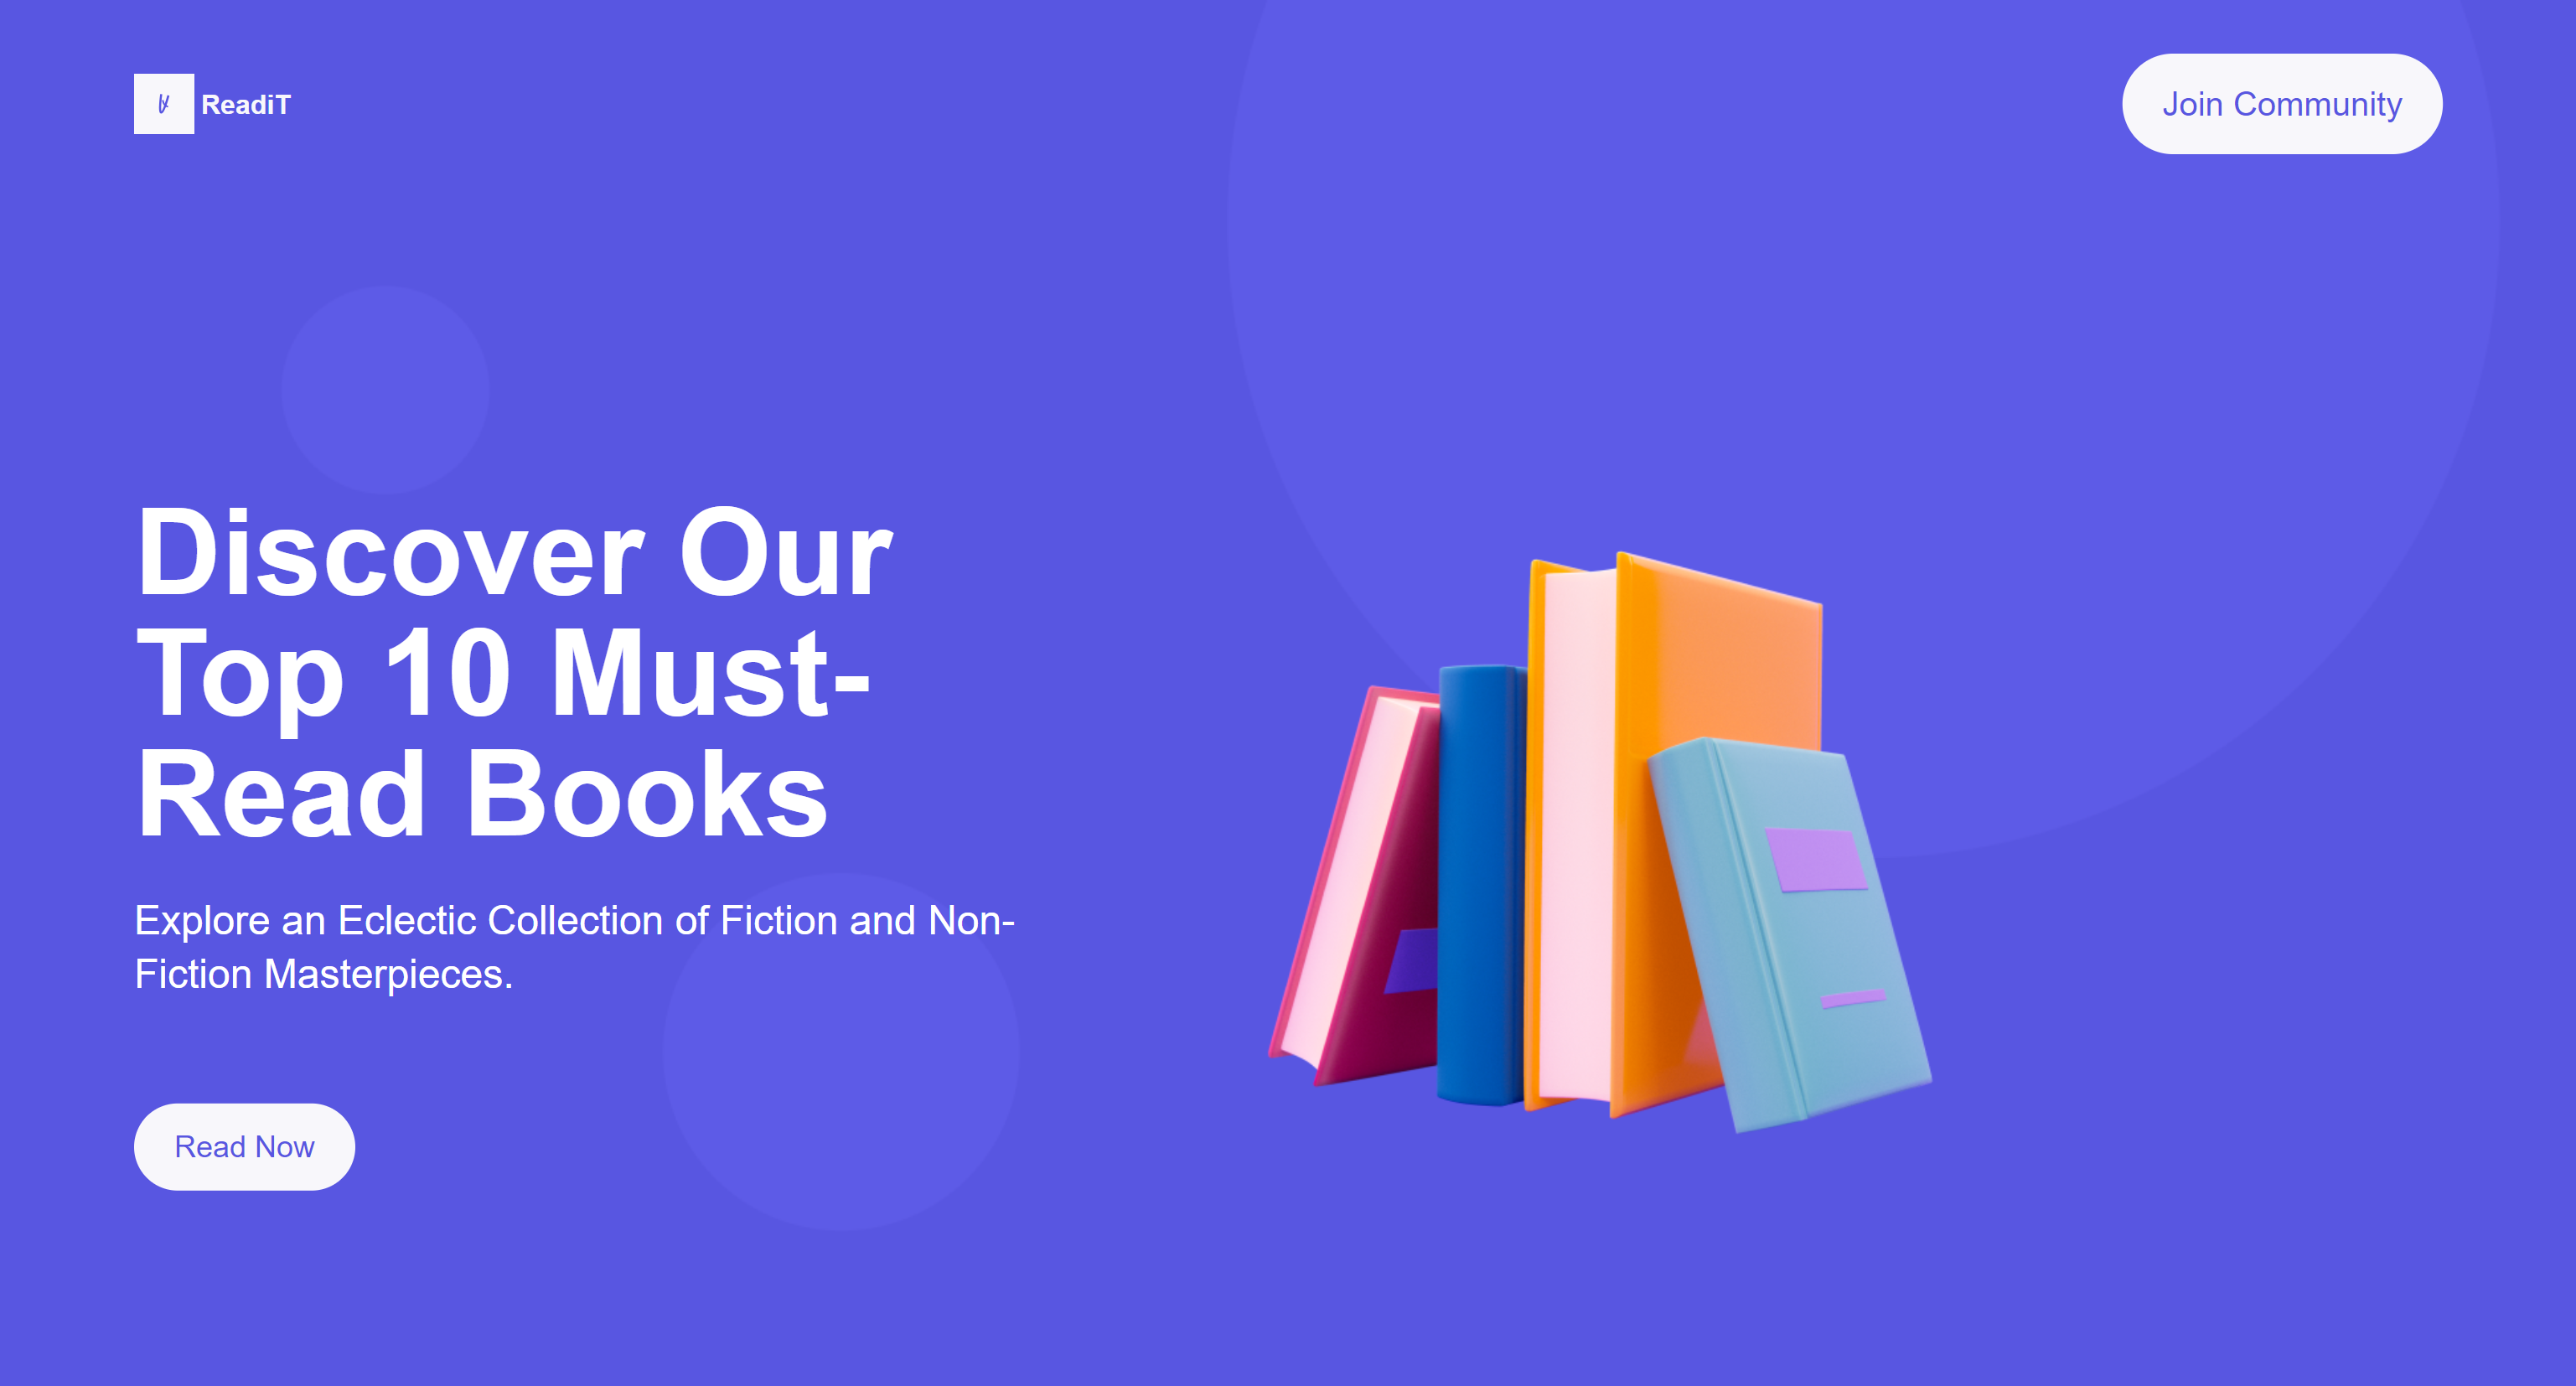 ReadiT
Join Community
Discover Our
Top 10 Must-
Read Books
Explore an Eclectic Collection of Fiction and Non-
Fiction Masterpieces.
Read Now